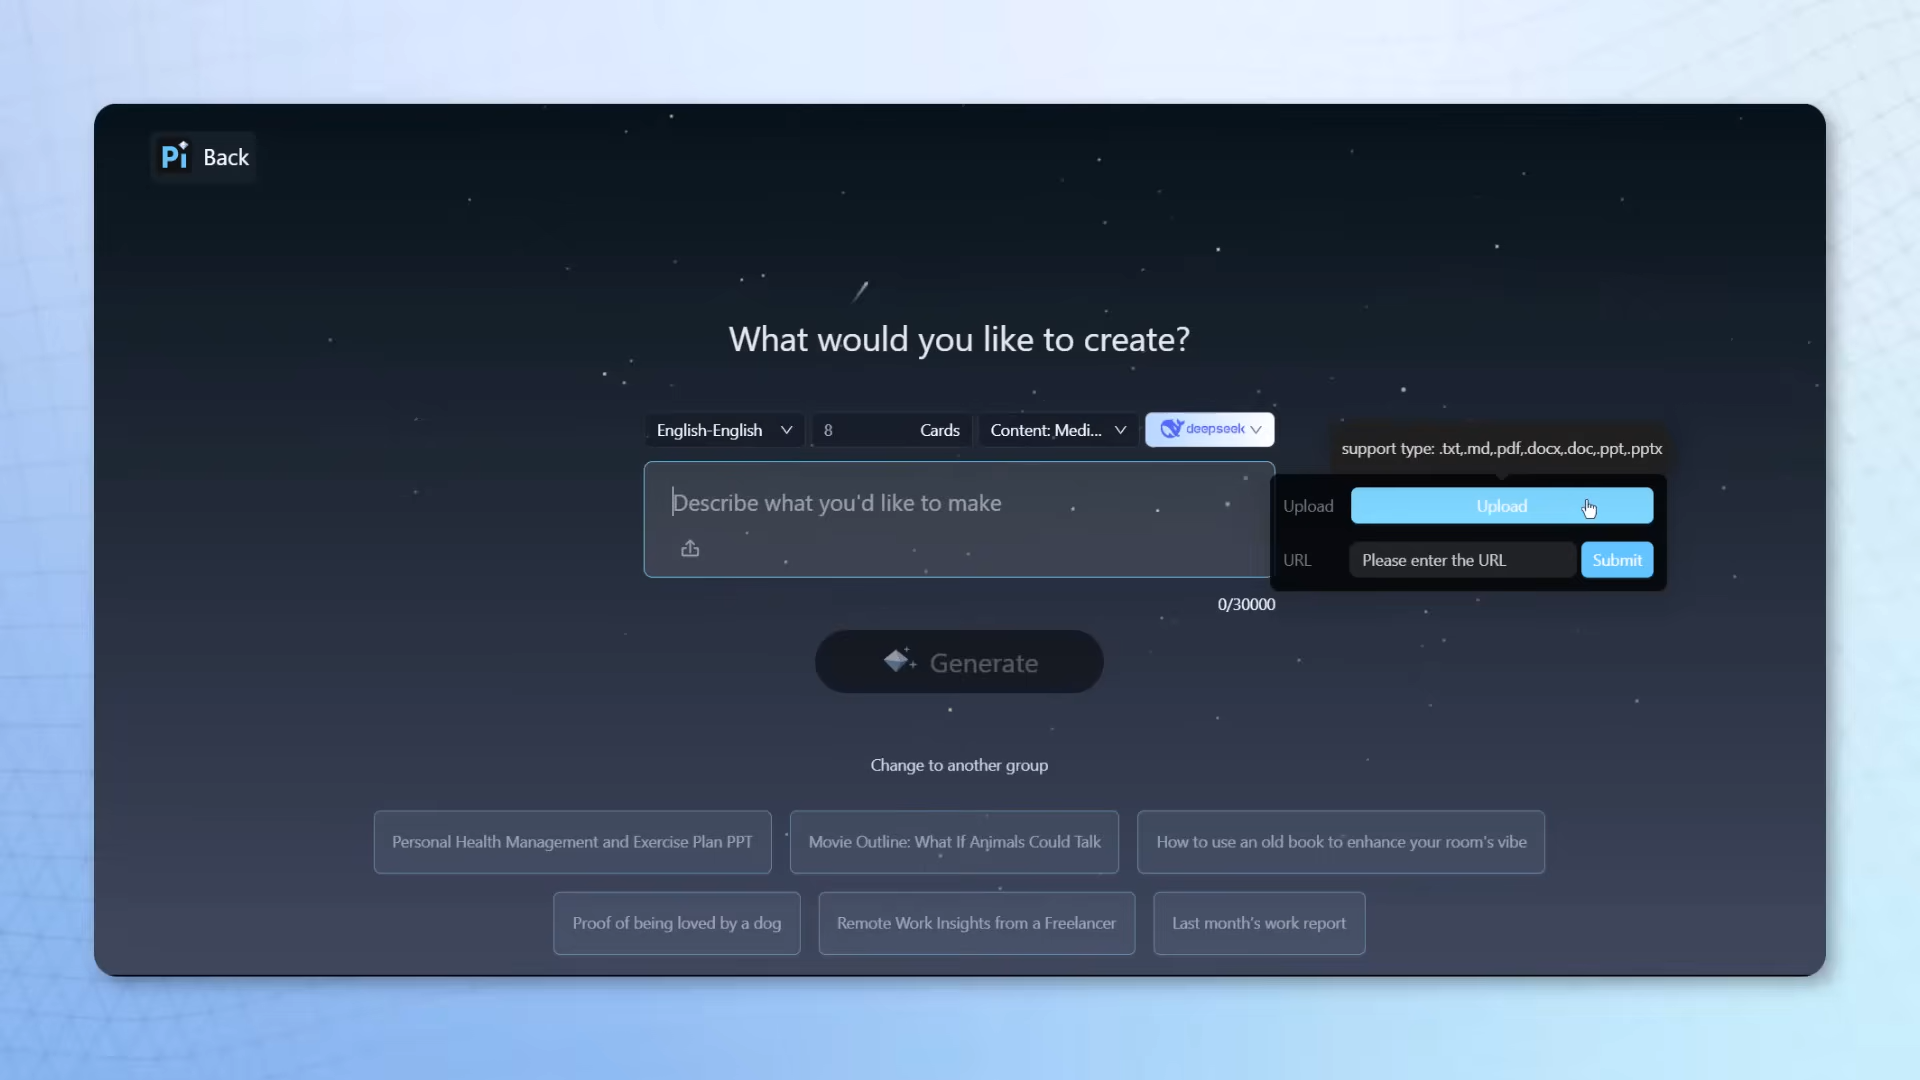 Pi Back
What would you like to create?
English-English
8 Cards
Content: Medi...
deepseek
support type: .txt,.md,.pdf,.docx,.doc,.ppt,.pptx
Describe what you'd like to make
Upload Upload
URL Please enter the URL Submit
0/30000
Generate
Change to another group
Personal Health Management and Exercise Plan PPT
Movie Outline: What If Animals Could Talk
How to use an old book to enhance your room's vibe
Proof of being loved by a dog
Remote Work Insights from a Freelancer
Last month's work report